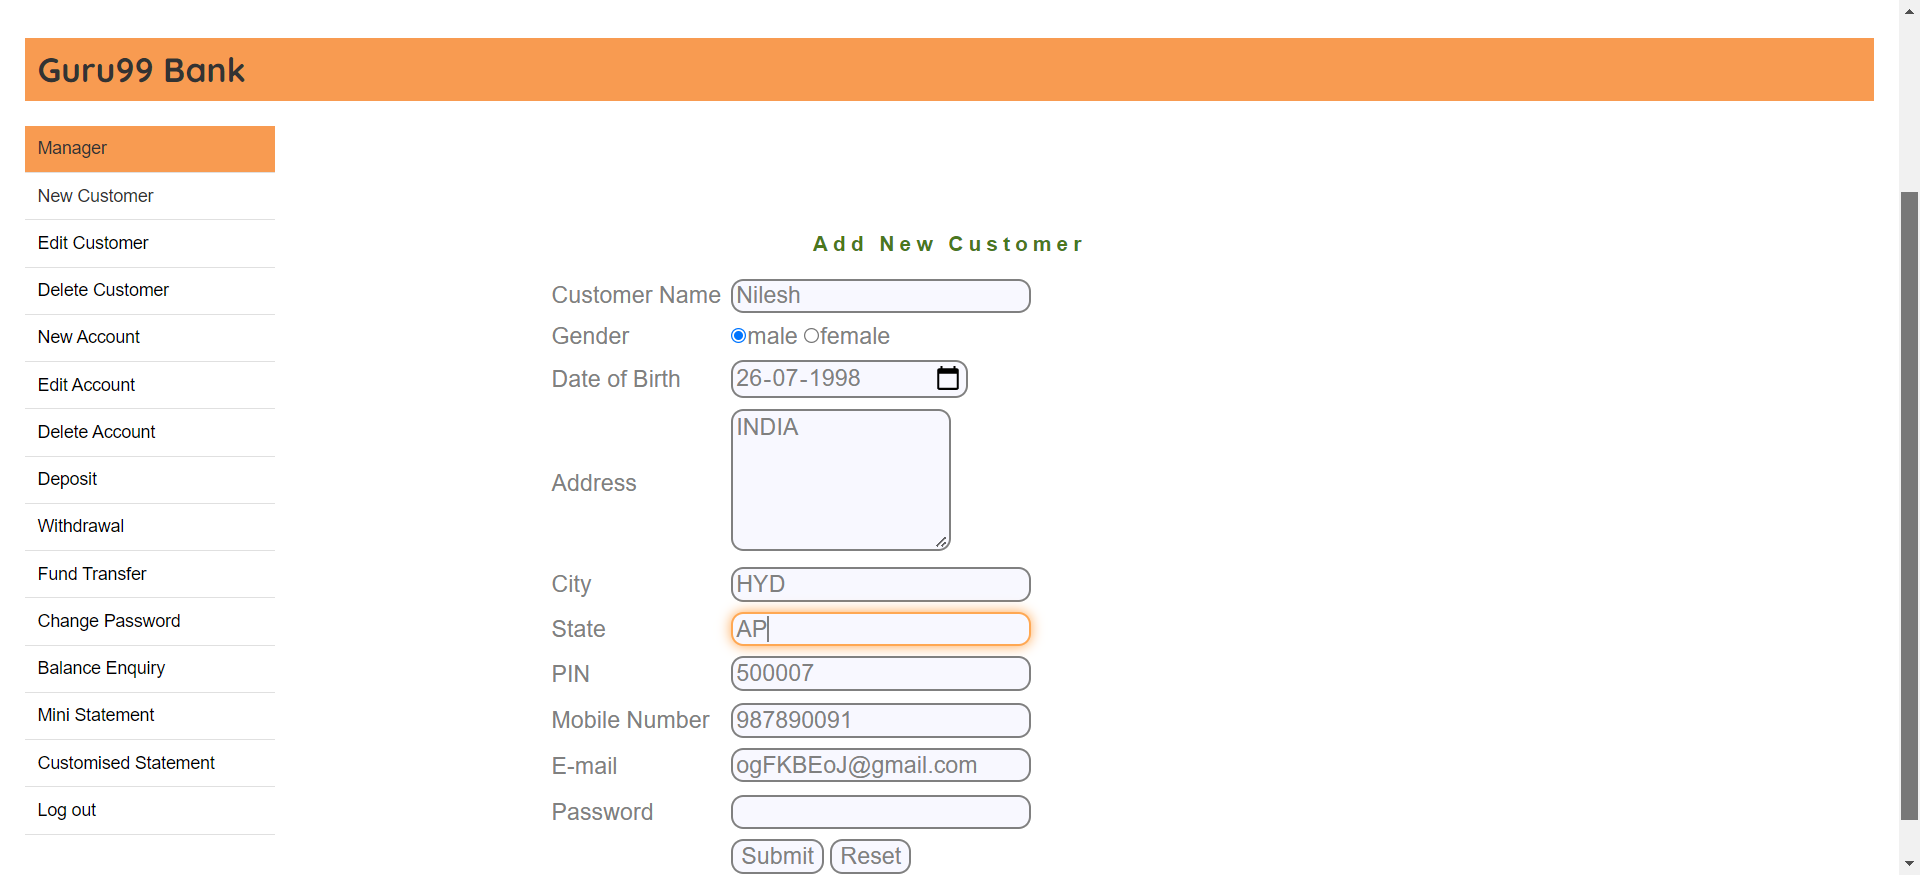 Guru99 Bank
Manager
New Customer
Edit Customer
Delete Customer
New Account
Edit Account
Delete Account
Deposit
Withdrawal
Fund Transfer
Change Password
Balance Enquiry
Mini Statement
Customised Statement
Log out
Add New Customer
Customer Name Nilesh
Gender male female
Date of Birth 26-07-1998
Address INDIA
City HYD
State AP
PIN 500007
Mobile Number 987890091
E-mail ogFKBEoJ@gmail.com
Password
Submit Reset